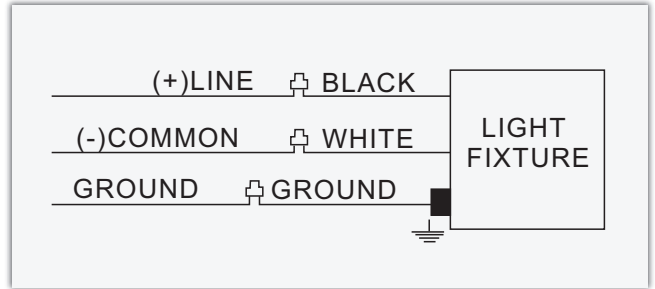 (+)LINE BLACK
(-)COMMON WHITE
GROUND GROUND
LIGHT
FIXTURE